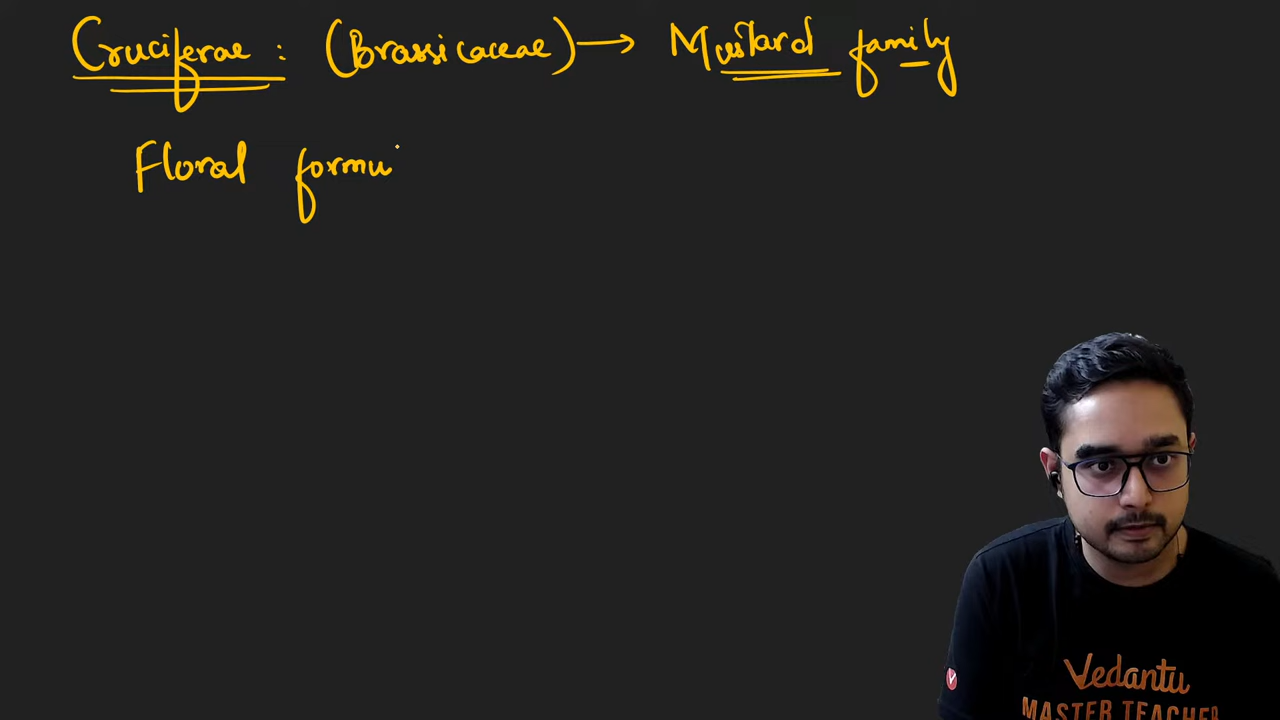 Cruciferae : (Brassicaceae) → Mustard family
Floral formu
Vedantu
MASTER TEACHER